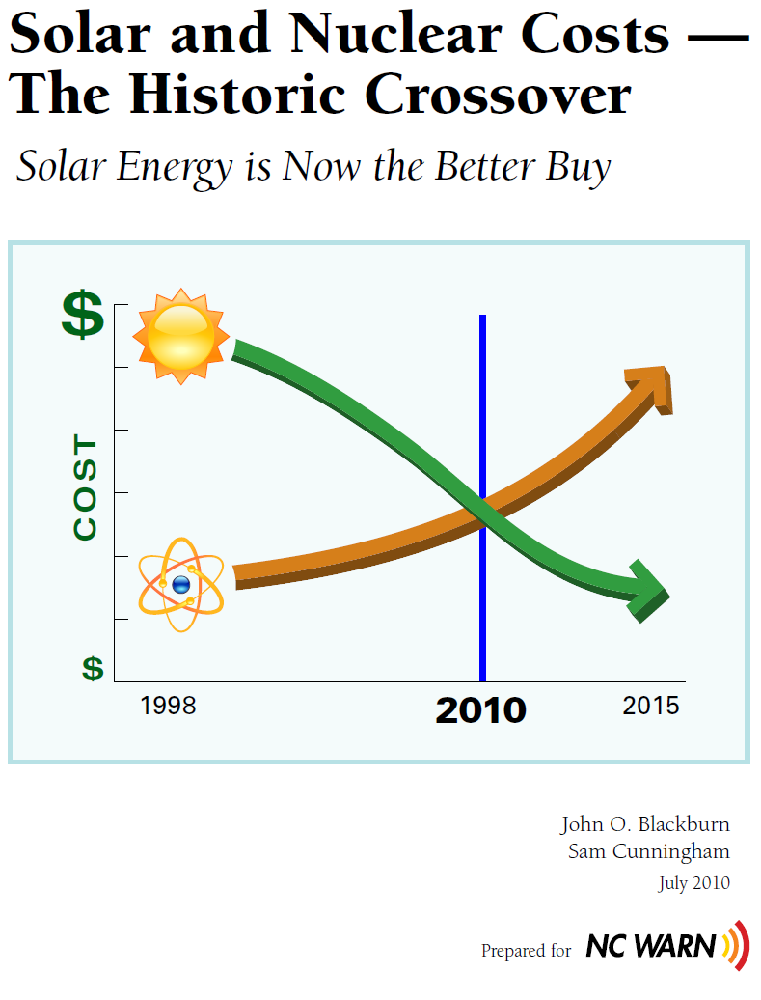 Solar and Nuclear Costs —
The Historic Crossover
Solar Energy is Now the Better Buy
$
COST
$
1998
2010
2015
John O. Blackburn
Sam Cunningham
July 2010
Prepared for NC WARN